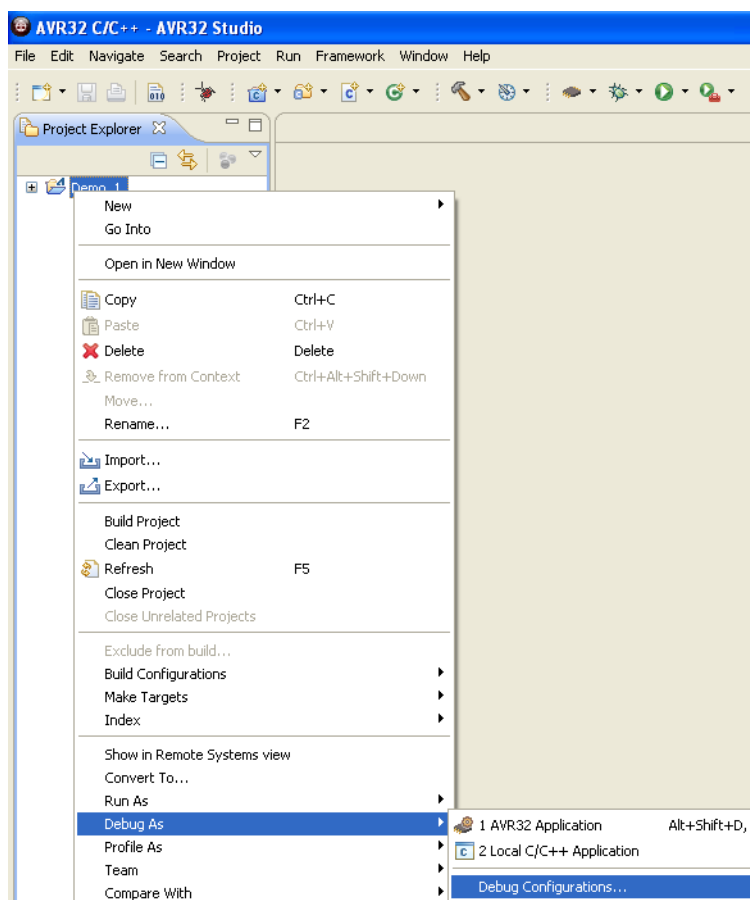 AVR32 C/C++ - AVR32 Studio
File Edit Navigate Search Project Run Framework Window Help
Project Explorer
Demo_1
New
Go Into
Open in New Window
Copy Ctrl+C
Paste Ctrl+V
Delete Delete
Remove from Context Ctrl+Alt+Shift+Down
Move...
Rename... F2
Import...
Export...
Build Project
Clean Project
Refresh F5
Close Project
Close Unrelated Projects
Exclude from build...
Build Configurations
Make Targets
Index
Show in Remote Systems view
Convert To...
Run As
Debug As
1 AVR32 Application Alt+Shift+D,
Profile As
2 Local C/C++ Application
Team
Compare With
Debug Configurations...